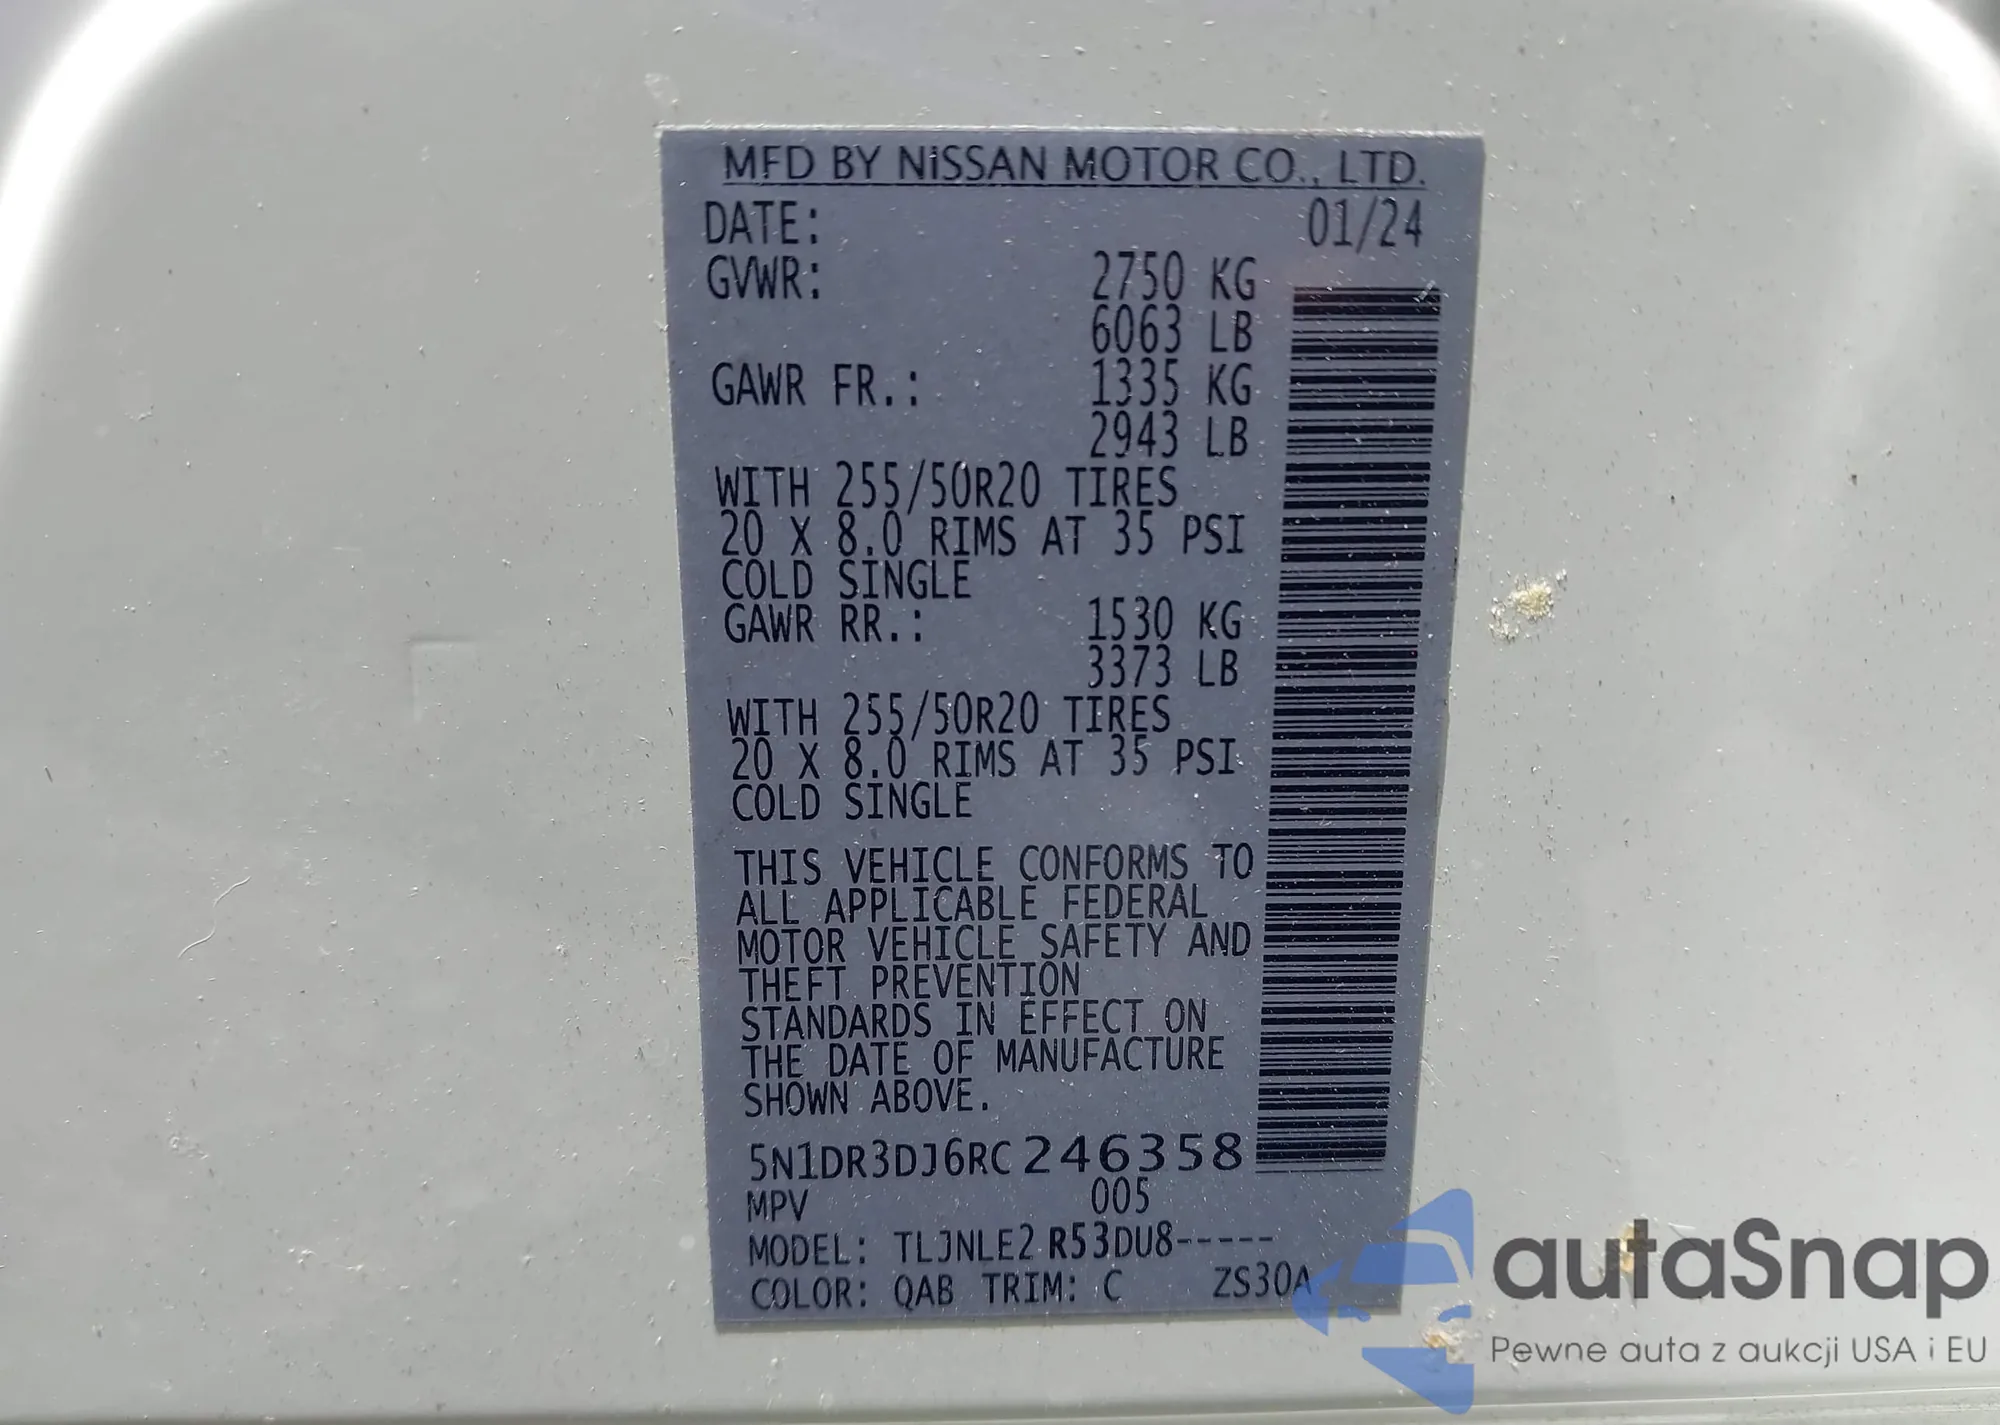 MFD BY NISSAN MOTOR CO., LTD.
DATE: 01/24
GVWR: 2750 KG
6063 LB
GAWR FR.: 1335 KG
2943 LB
WITH 255/50R20 TIRES
20 X 8.0 RIMS AT 35 PSI
COLD SINGLE
GAWR RR.: 1530 KG
3373 LB
WITH 255/50R20 TIRES
20 X 8.0 RIMS AT 35 PSI
COLD SINGLE
THIS VEHICLE CONFORMS TO
ALL APPLICABLE FEDERAL
MOTOR VEHICLE SAFETY AND
THEFT PREVENTION
STANDARDS IN EFFECT ON
THE DATE OF MANUFACTURE
SHOWN ABOVE.
5N1DR3DJ6RC246358
MPV 005
MODEL: TLJNLE2 R53DU8-----
COLOR: QAB TRIM: C ZS30A
autaSnap
Pewne auta z aukcji USA i EU